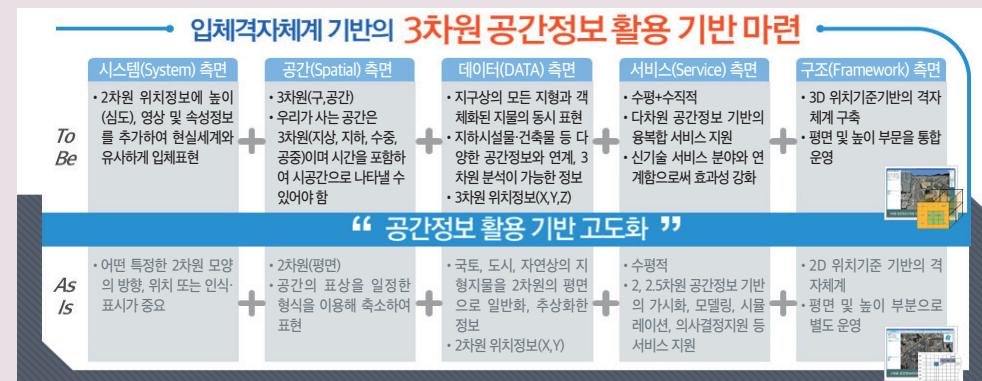 입체격자체계 기반의 3차원 공간정보 활용 기반 마련
시스템(System) 측면
공간(Spatial) 측면
데이터(DATA) 측면
서비스(Service) 측면
구조(Framework) 측면
To
Be
• 2차원 위치정보에 높이
(심도), 영상 및 속성정보
를 추가하여 현실세계와
유사하게 입체표현
• 3차원(구,공간)
• 우리가 사는 공간은
3차원(지상, 지하, 수중,
공중)이며 시간을 포함하
여 시공간으로 나타낼 수
있어야 함
• 지구상의 모든 지형과 객
체화된 지물의 동시 표현
• 지하시설물·건축물 등 다
양한 공간정보와 연계, 3
차원 분석이 가능한 정보
• 3차원 위치정보(X,Y,Z)
• 수평+수직적
• 다차원 공간정보 기반의
융복합 서비스 지원
• 신기술 서비스 분야와 연
계함으로써 효과성 강화
• 3D 위치기준기반의 격자
체계 구축
• 평면 및 높이 부문을 통합
운영
“ 공간정보 활용 기반 고도화 ”
As
Is
• 어떤 특정한 2차원 모양
의 방향, 위치 또는 인식·
표시가 중요
• 2차원(평면)
• 공간의 표상을 일정한
형식을 이용해 축소하여
표현
• 국토, 도시, 자연상의 지
형지물을 2차원의 평면
으로 일반화, 추상화한
정보
• 2차원 위치정보(X,Y)
• 수평적
• 2, 2.5차원 공간정보 기반
의 가시화, 모델링, 시뮬
레이션, 의사결정지원 등
서비스 지원
• 2D 위치기준 기반의 격
자체계
• 평면 및 높이 부분으로
별도 운영